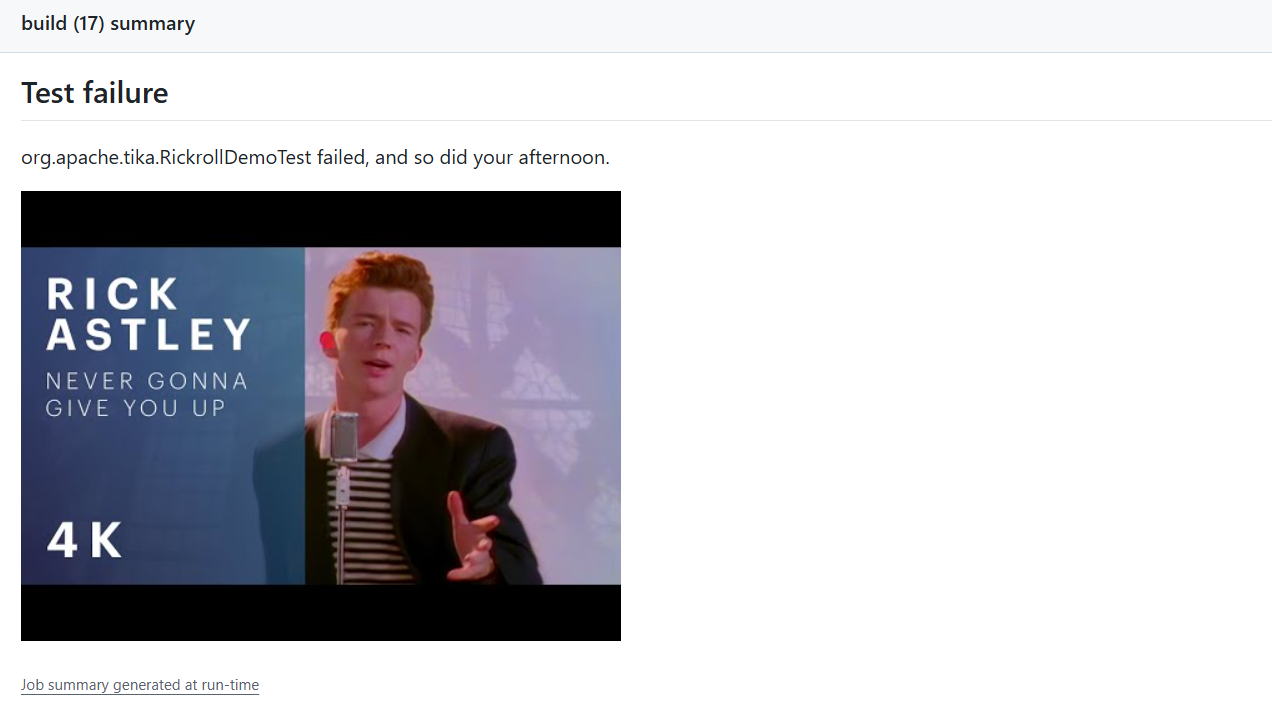 build (17) summary
Test failure
org.apache.tika.RickrollDemoTest failed, and so did your afternoon.
RICK
ASTLEY
NEVER GONNA
GIVE YOU UP
4K
Job summary generated at run-time